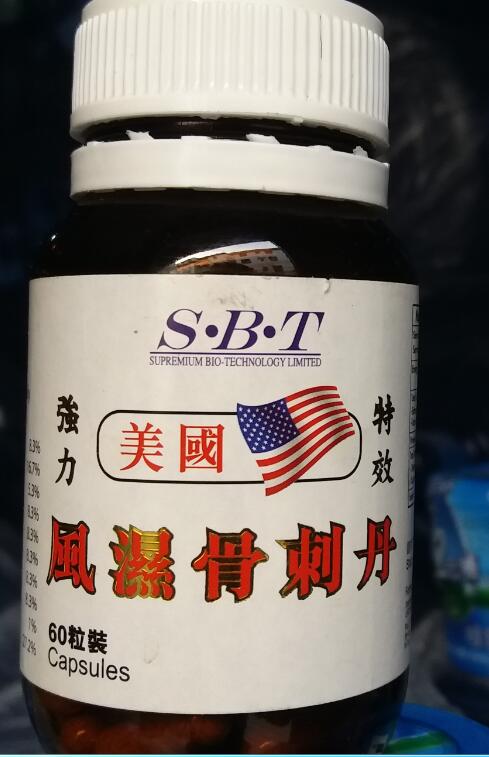 S·B·T
SUPREMIUM BIO-TECHNOLOGY LIMITED
強力
美國
特效
風濕骨刺丹
60粒裝
Capsules